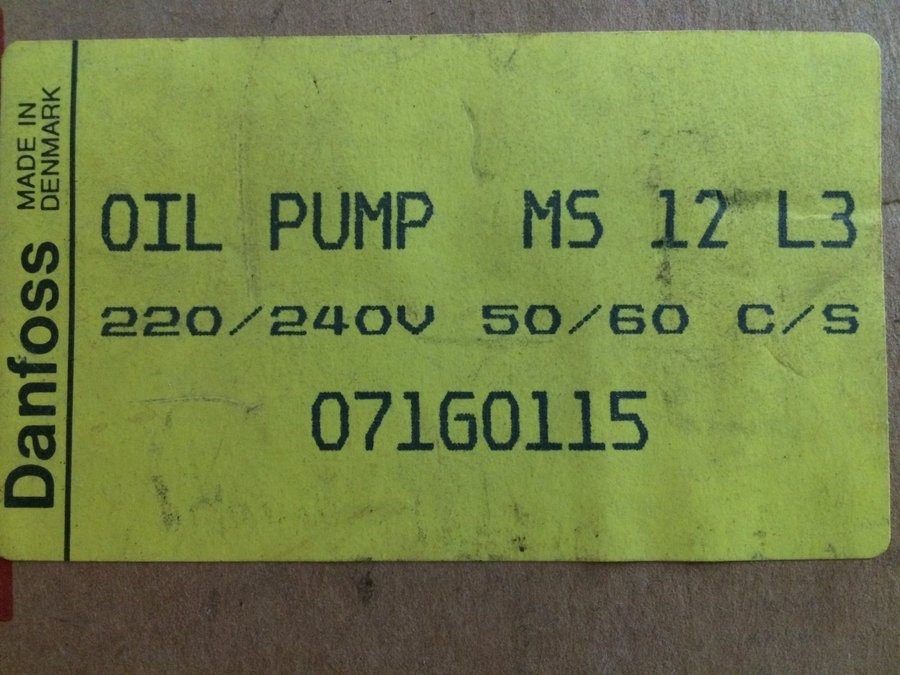 Danfoss
MADE IN
DENMARK
OIL PUMP MS 12 L3
220/240V 50/60 C/S
071G0115